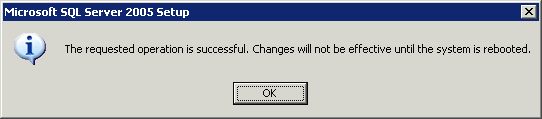 Microsoft SQL Server 2005 Setup
The requested operation is successful. Changes will not be effective until the system is rebooted.
OK